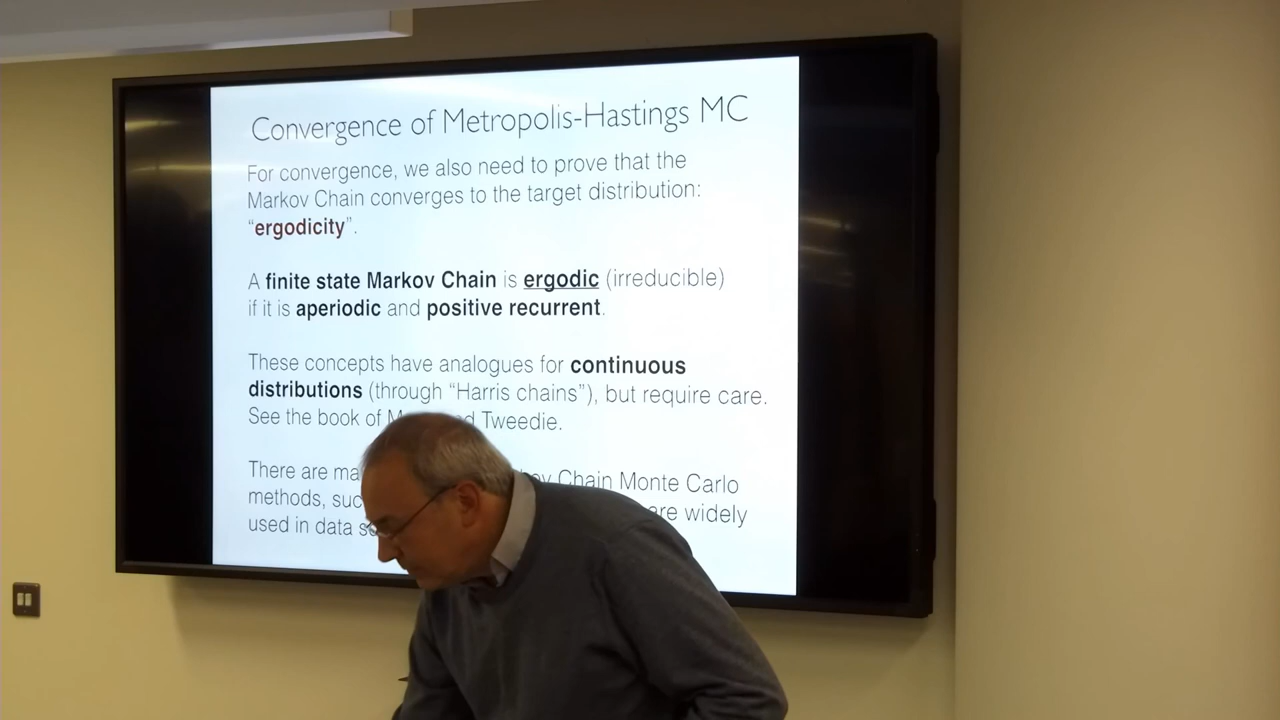 Convergence of Metropolis-Hastings MC
For convergence, we also need to prove that the
Markov Chain converges to the target distribution:
“ergodicity”.
A finite state Markov Chain is ergodic (irreducible)
if it is aperiodic and positive recurrent.
These concepts have analogues for continuous
distributions (through “Harris chains”), but require care.
See the book of Tweedie.
There are Chain Monte Carlo
methods, are widely
used in data